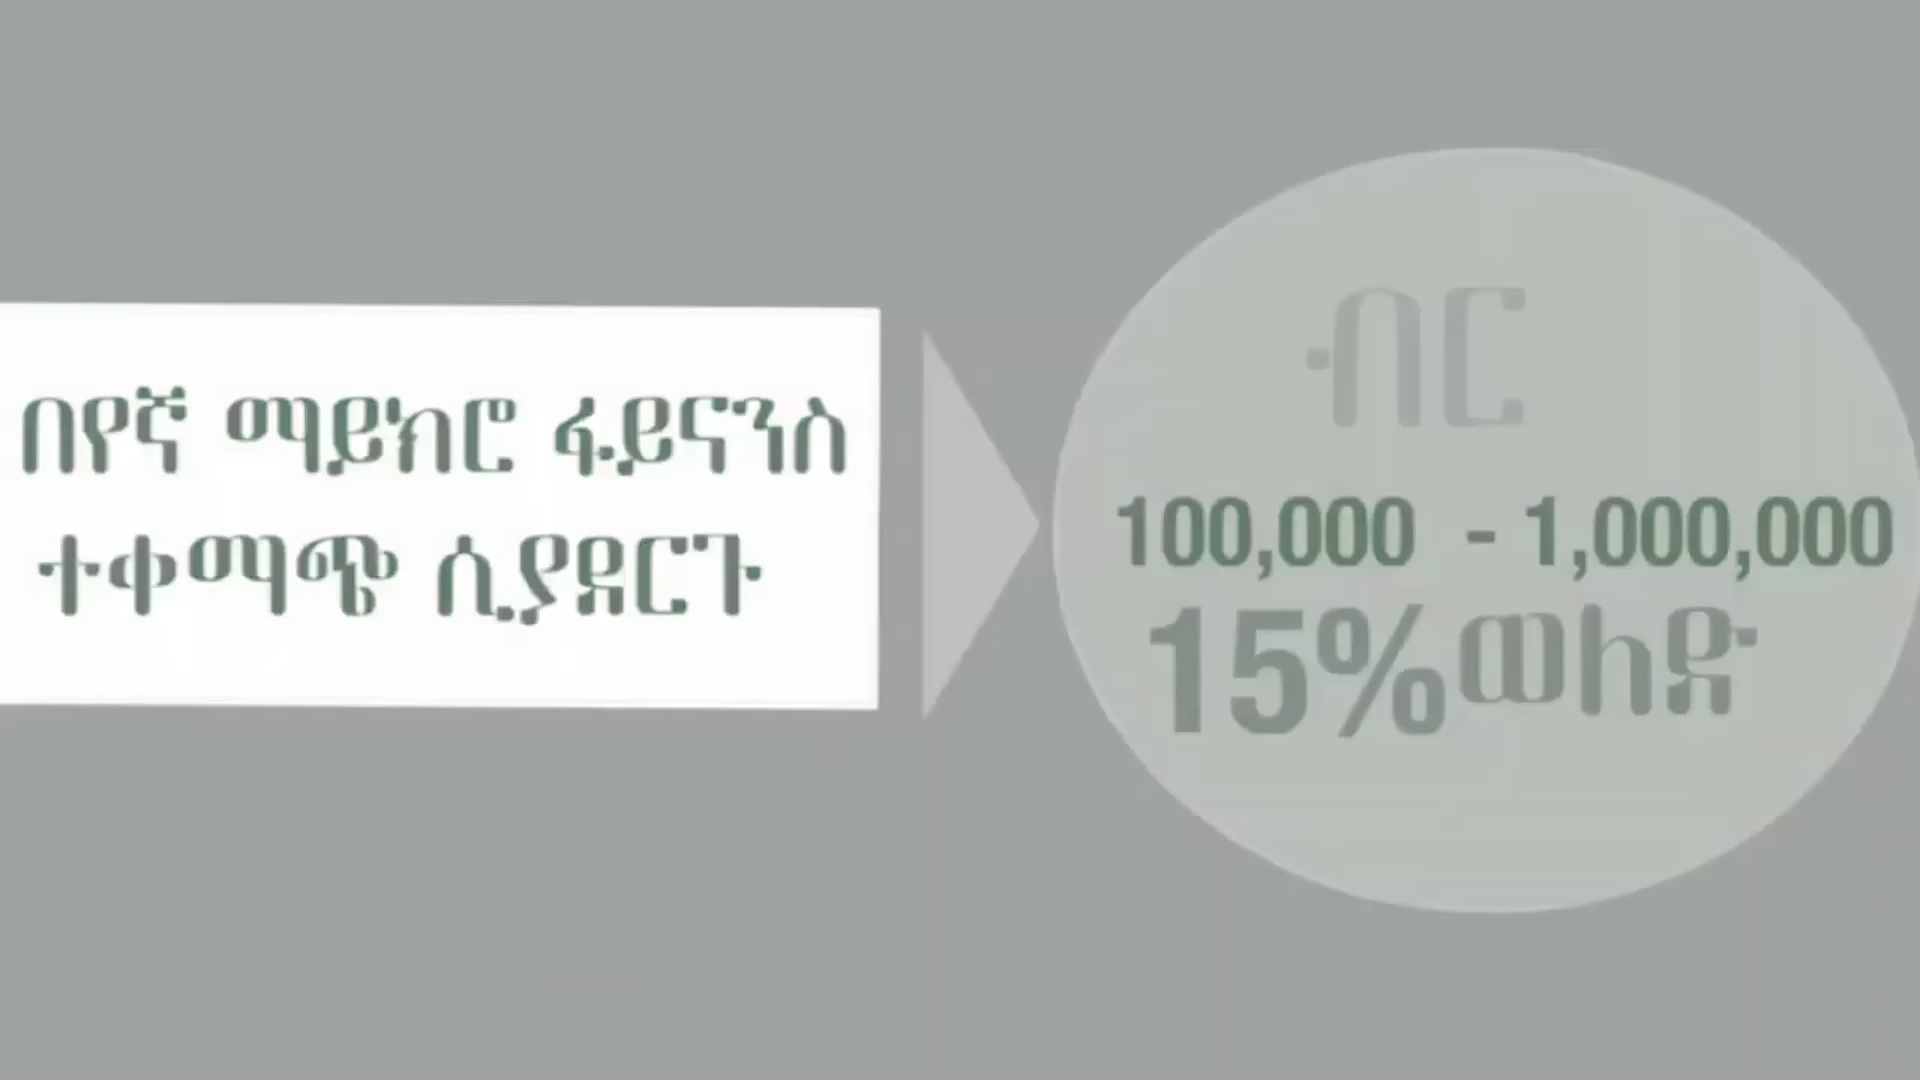 በየኛ ማይክሮ ፋይናንስ
ተቀማጭ ሲያደርጉ
ብር
100,000 - 1,000,000
15% ወለድ